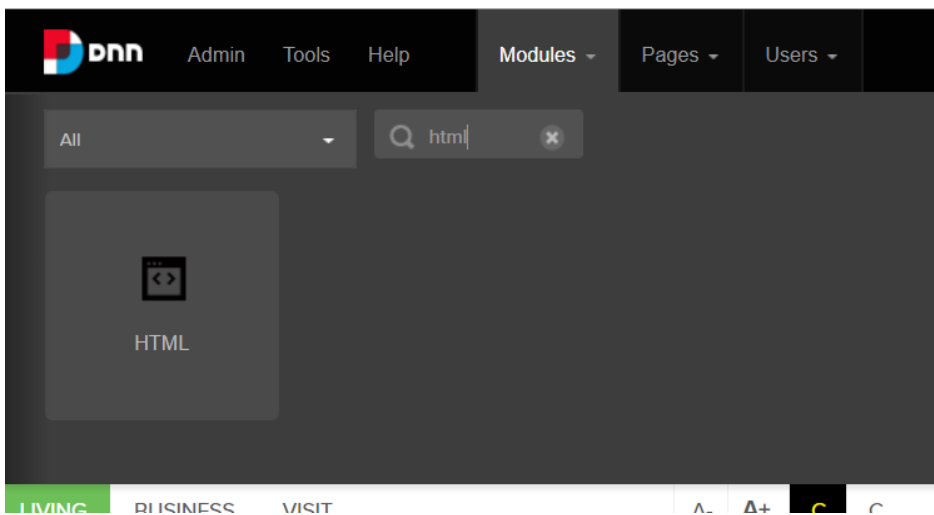 DNN Admin Tools Help Modules Pages Users
All html
HTML
LIVING BUSINESS VISIT A- A+ C C